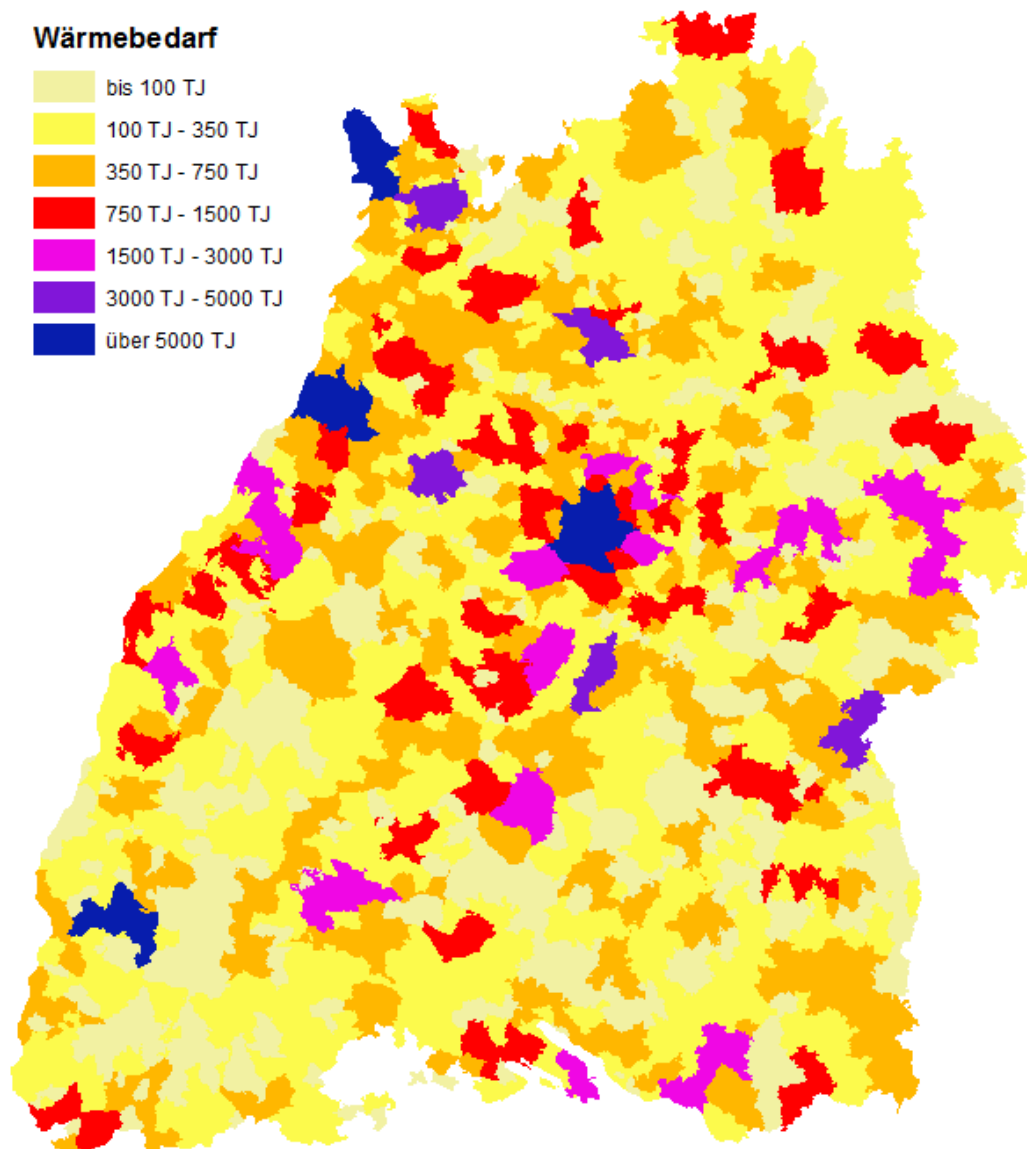 Wärmebedarf
bis 100 TJ
100 TJ - 350 TJ
350 TJ - 750 TJ
750 TJ - 1500 TJ
1500 TJ - 3000 TJ
3000 TJ - 5000 TJ
über 5000 TJ